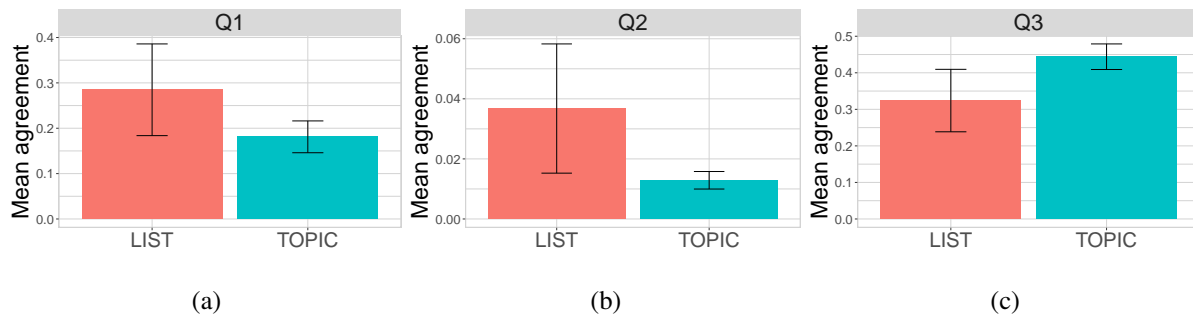 Q1
Mean agreement
0.4
0.3
0.2
0.1
0.0
LIST TOPIC
(a)
Q2
Mean agreement
0.06
0.04
0.02
0.00
LIST TOPIC
(b)
Q3
Mean agreement
0.5
0.4
0.3
0.2
0.1
0.0
LIST TOPIC
(c)